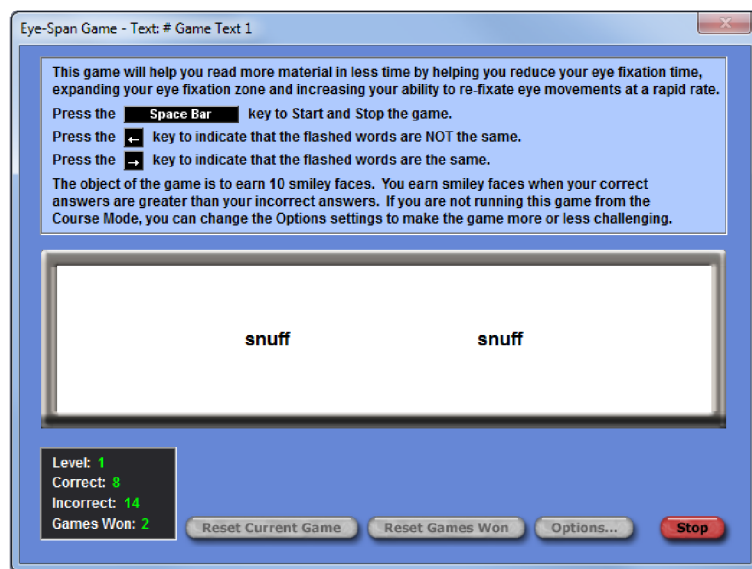 Eye-Span Game - Text: # Game Text 1
This game will help you read more material in less time by helping you reduce your eye fixation time,
expanding your eye fixation zone and increasing your ability to re-fixate eye movements at a rapid rate.
Press the Space Bar key to Start and Stop the game.
Press the ← key to indicate that the flashed words are NOT the same.
Press the → key to indicate that the flashed words are the same.
The object of the game is to earn 10 smiley faces. You earn smiley faces when your correct
answers are greater than your incorrect answers. If you are not running this game from the
Course Mode, you can change the Options settings to make the game more or less challenging.
snuff snuff
Level: 1
Correct: 8
Incorrect: 14
Games Won: 2
Reset Current Game Reset Games Won Options... Stop